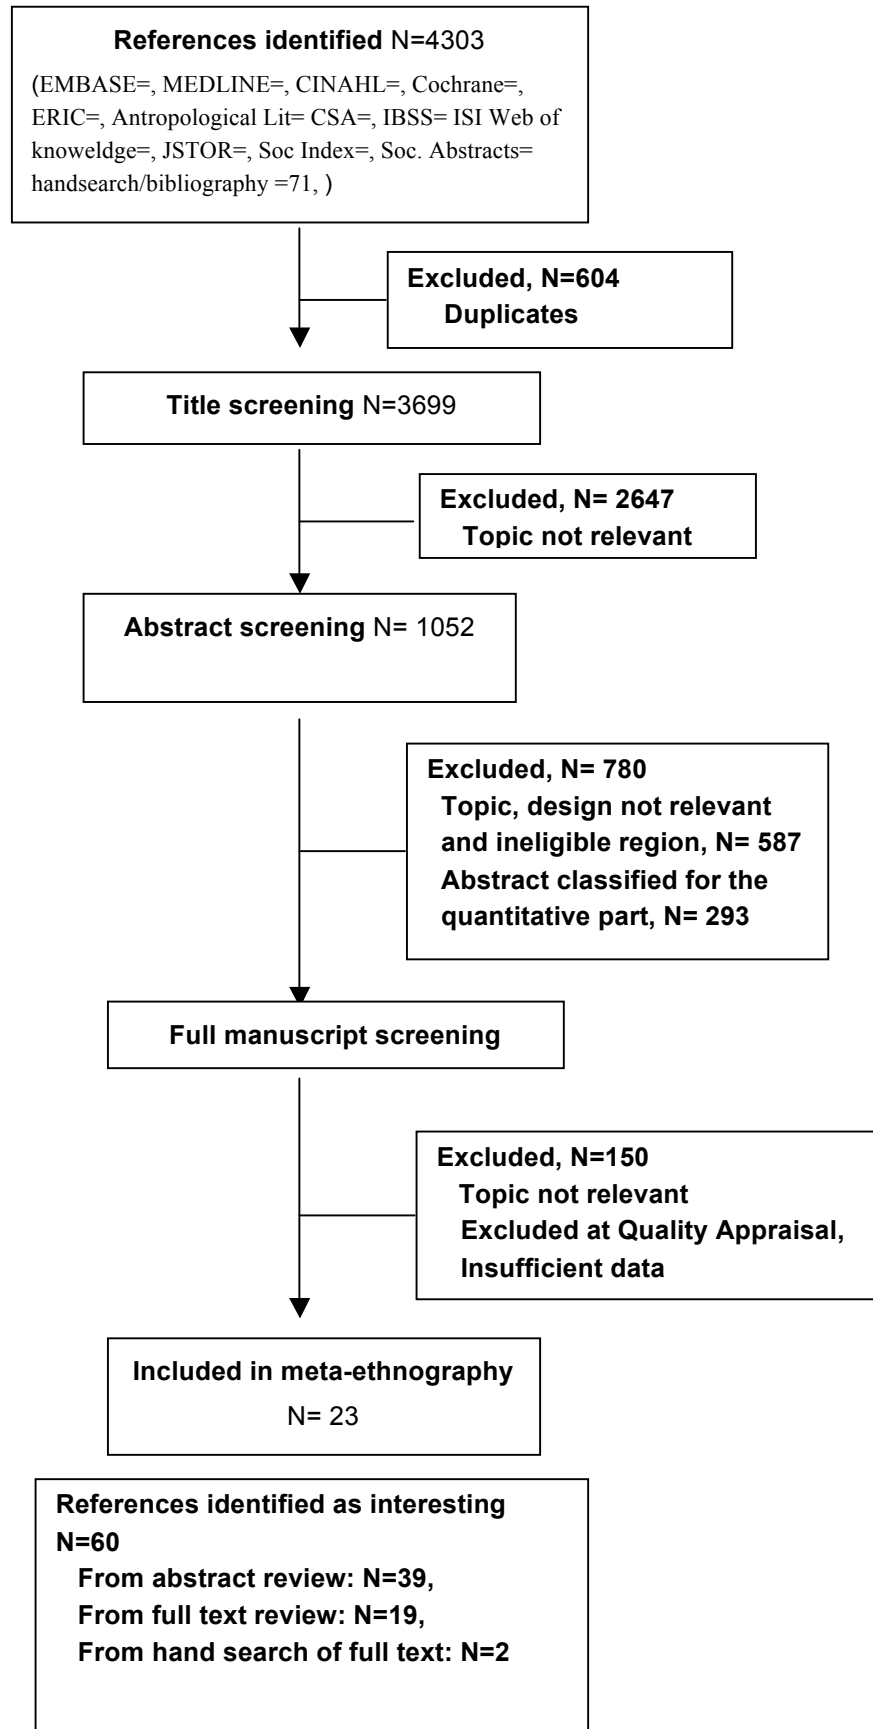 References identified N=4303
(EMBASE=, MEDLINE=, CINAHL=, Cochrane=,
ERIC=, Antropological Lit= CSA=, IBSS= ISI Web of
knoweldge=, JSTOR=, Soc Index=, Soc. Abstracts=
handsearch/bibliography =71, )
Excluded, N=604
Duplicates
Title screening N=3699
Excluded, N= 2647
Topic not relevant
Abstract screening N= 1052
Excluded, N= 780
Topic, design not relevant
and ineligible region, N= 587
Abstract classified for the
quantitative part, N= 293
Full manuscript screening
Excluded, N=150
Topic not relevant
Excluded at Quality Appraisal,
Insufficient data
Included in meta-ethnography
N= 23
References identified as interesting
N=60
From abstract review: N=39,
From full text review: N=19,
From hand search of full text: N=2